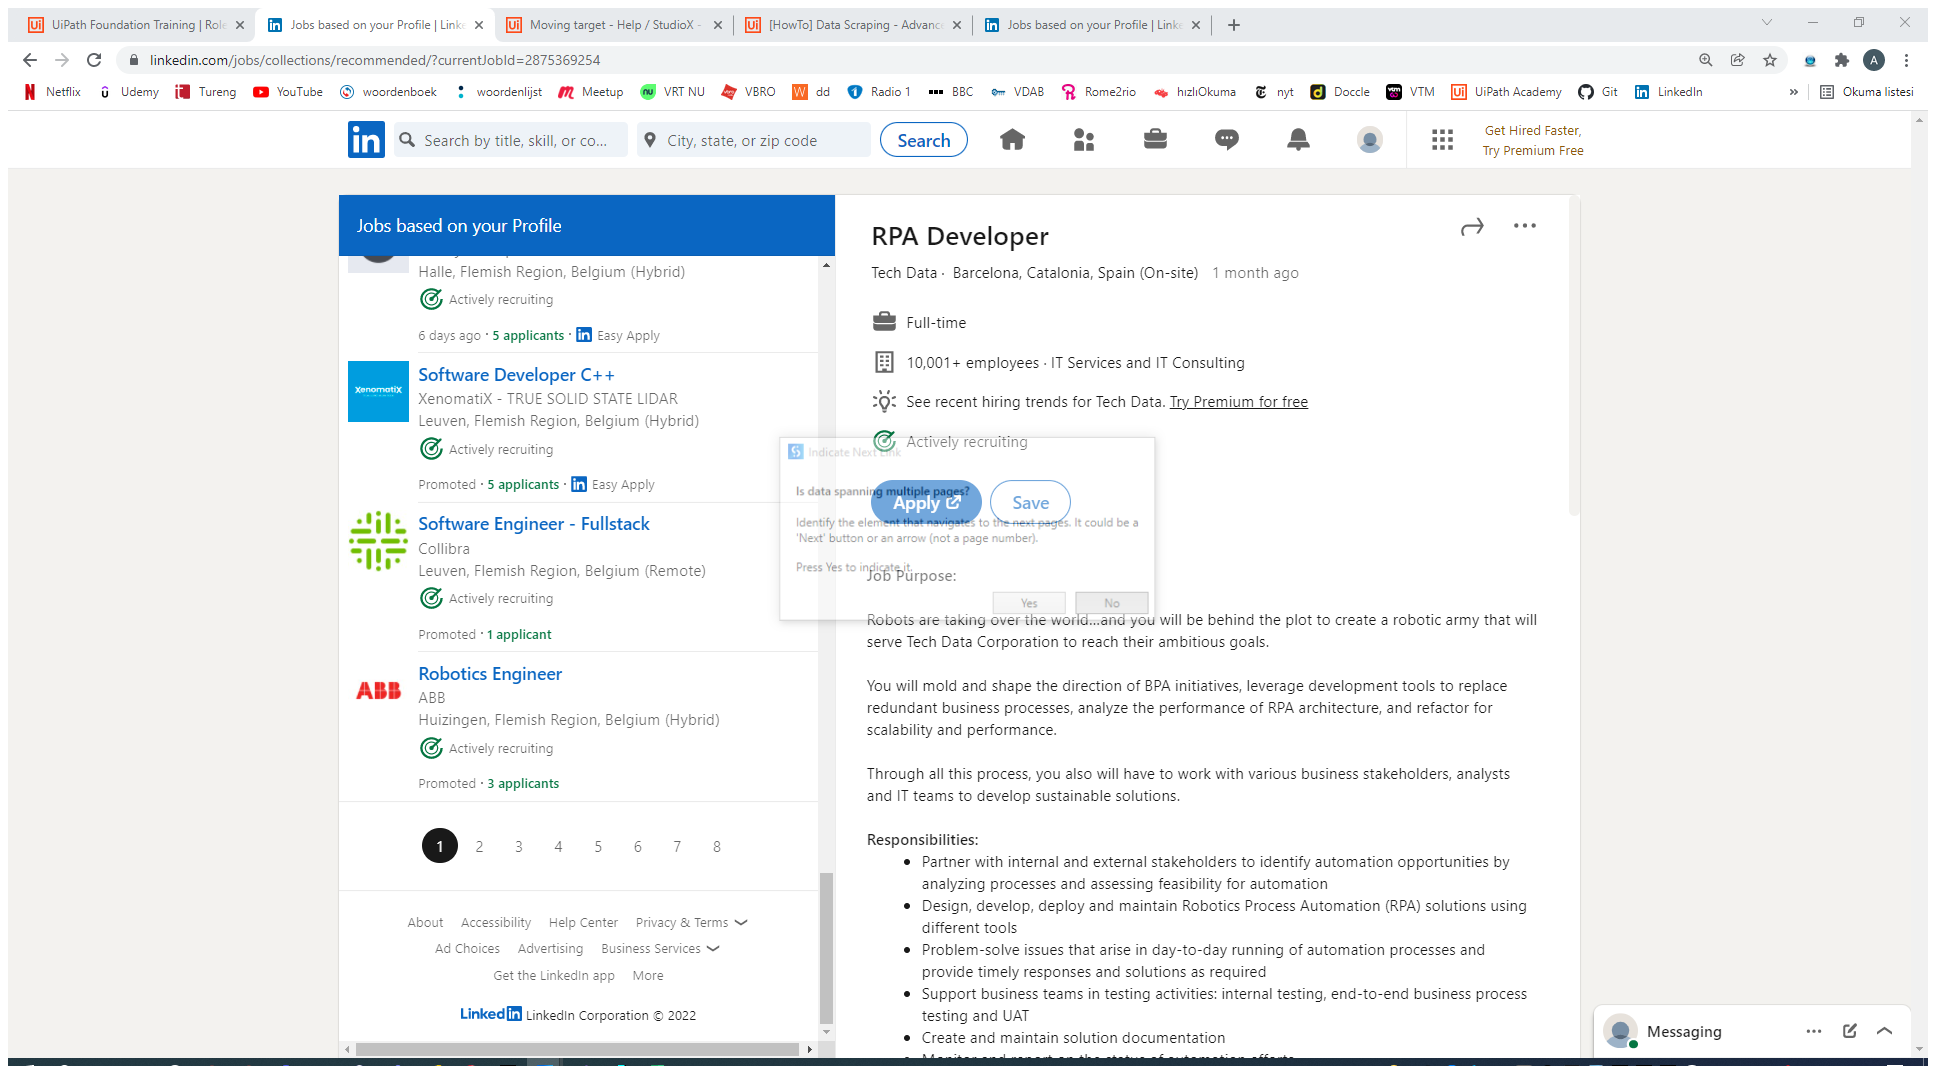 UiPath Foundation Training | Role
Jobs based on your Profile | Linke
Moving target - Help / StudioX -
[HowTo] Data Scraping - Advance
Jobs based on your Profile | Linke
linkedin.com/jobs/collections/recommended/?currentJobId=2875369254
A
Netflix
Udemy
Tureng
YouTube
woordenboek
woordenlijst
Meetup
VRT NU
VBRO
dd
Radio 1
BBC
VDAB
Rome2rio
hızlıOkuma
nyt
Doccle
VTM
UiPath Academy
Git
LinkedIn
»
Okuma listesi
in
Search by title, skill, or co...
City, state, or zip code
Search
Get Hired Faster,
Try Premium Free
Jobs based on your Profile
Halle, Flemish Region, Belgium (Hybrid)
Actively recruiting
6 days ago · 5 applicants · in Easy Apply
XenomatiX
Software Developer C++
XenomatiX - TRUE SOLID STATE LIDAR
Leuven, Flemish Region, Belgium (Hybrid)
Actively recruiting
Promoted · 5 applicants · in Easy Apply
Software Engineer - Fullstack
Collibra
Leuven, Flemish Region, Belgium (Remote)
Actively recruiting
Promoted · 1 applicant
ABB
Robotics Engineer
ABB
Huizingen, Flemish Region, Belgium (Hybrid)
Actively recruiting
Promoted · 3 applicants
1 2 3 4 5 6 7 8
About Accessibility Help Center Privacy & Terms
Ad Choices Advertising Business Services
Get the LinkedIn app More
Linkedin LinkedIn Corporation © 2022
RPA Developer
Tech Data · Barcelona, Catalonia, Spain (On-site) 1 month ago
Full-time
10,001+ employees · IT Services and IT Consulting
See recent hiring trends for Tech Data. Try Premium for free
Actively recruiting
Apply
Save
Indicate Next Link
Is data spanning multiple pages?
Identify the element that navigates to the next pages. It could be a
'Next' button or an arrow (not a page number).
Press Yes to indicate it.
Yes
No
Job Purpose:
Robots are taking over the world...and you will be behind the plot to create a robotic army that will
serve Tech Data Corporation to reach their ambitious goals.
You will mold and shape the direction of BPA initiatives, leverage development tools to replace
redundant business processes, analyze the performance of RPA architecture, and refactor for
scalability and performance.
Through all this process, you also will have to work with various business stakeholders, analysts
and IT teams to develop sustainable solutions.
Responsibilities:
• Partner with internal and external stakeholders to identify automation opportunities by
analyzing processes and assessing feasibility for automation
• Design, develop, deploy and maintain Robotics Process Automation (RPA) solutions using
different tools
• Problem-solve issues that arise in day-to-day running of automation processes and
provide timely responses and solutions as required
• Support business teams in testing activities: internal testing, end-to-end business process
testing and UAT
• Create and maintain solution documentation
• Monitor and report on the status of automation efforts
Messaging